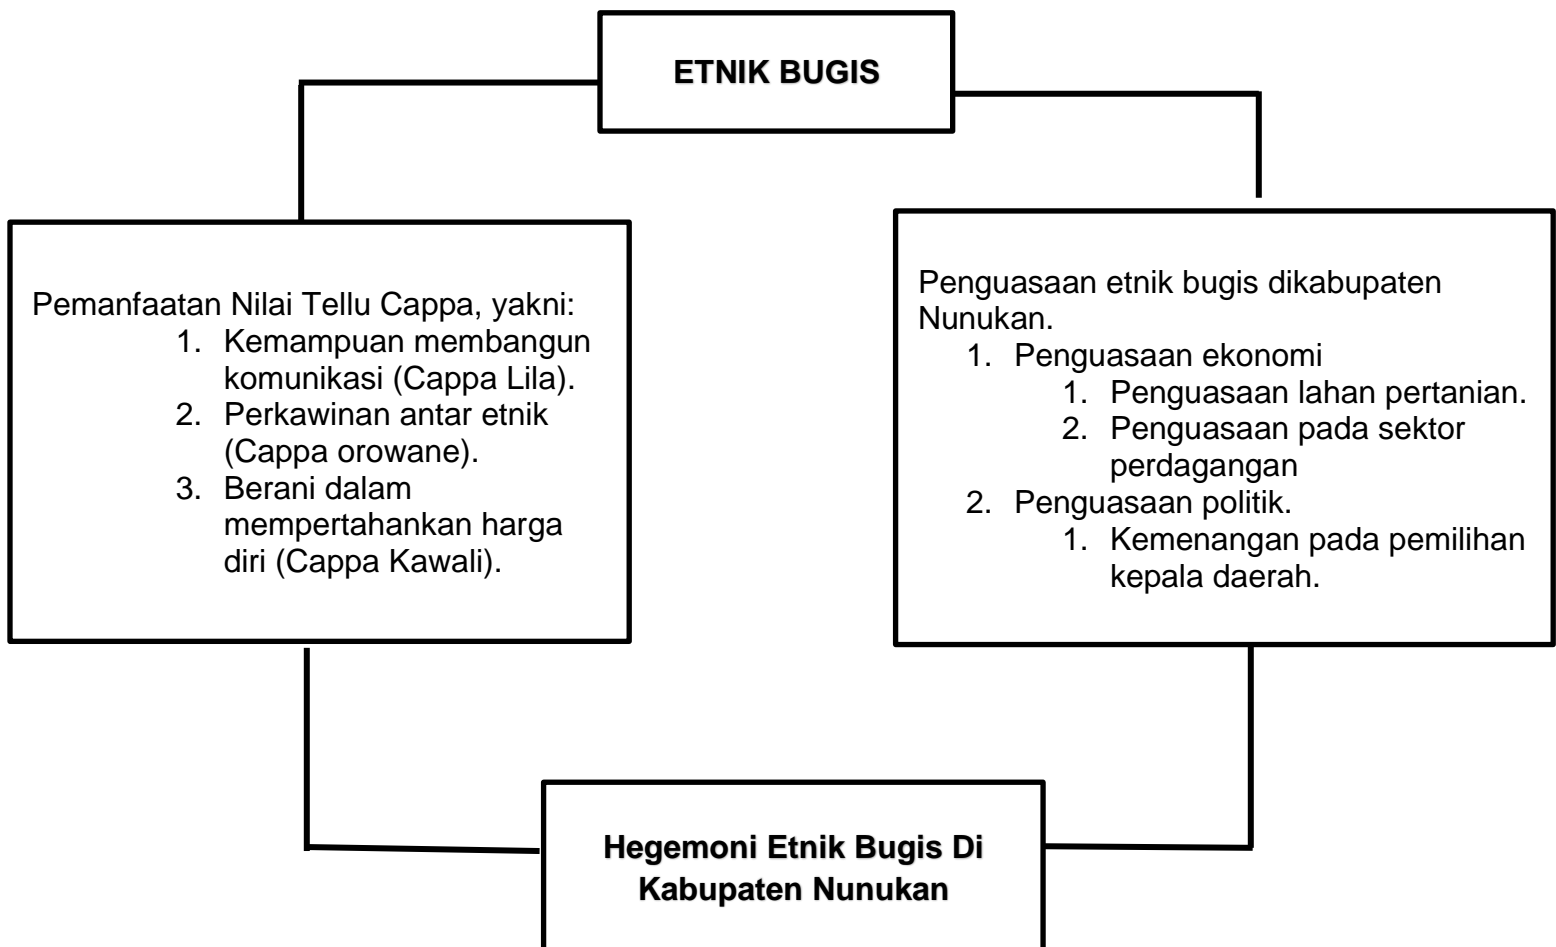 ETNIK BUGIS
Pemanfaatan Nilai Tellu Cappa, yakni:
1. Kemampuan membangun
komunikasi (Cappa Lila).
2. Perkawinan antar etnik
(Cappa orowane).
3. Berani dalam
mempertahankan harga
diri (Cappa Kawali).
Penguasaan etnik bugis dikabupaten
Nunukan.
1. Penguasaan ekonomi
1. Penguasaan lahan pertanian.
2. Penguasaan pada sektor
perdagangan
2. Penguasaan politik.
1. Kemenangan pada pemilihan
kepala daerah.
Hegemoni Etnik Bugis Di
Kabupaten Nunukan